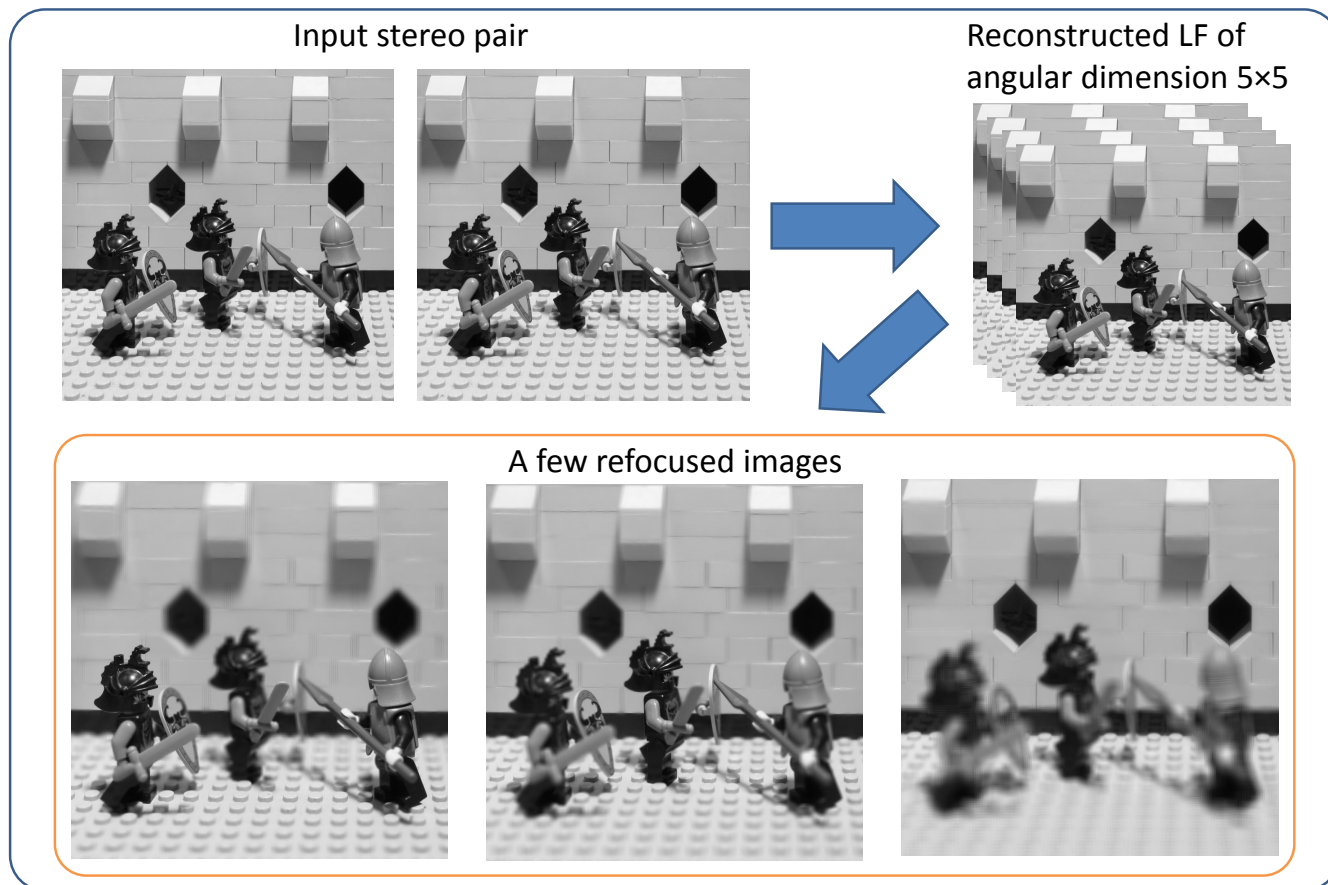 Input stereo pair
Reconstructed LF of
angular dimension 5×5
A few refocused images